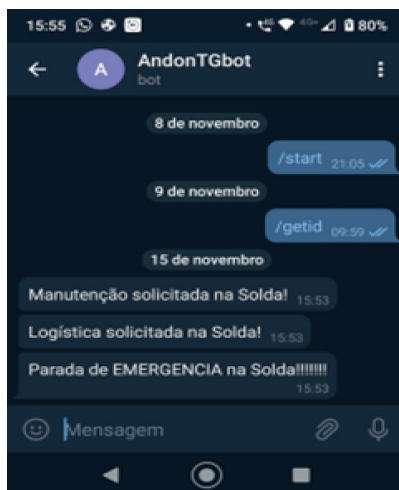 15:55 4G+ 80%
A AndonTGbot
bot
8 de novembro
/start 21:05
9 de novembro
/getid 09:59
15 de novembro
Manutenção solicitada na Solda! 15:53
Logística solicitada na Solda! 15:53
Parada de EMERGENCIA na Solda!!!!!!!
15:53
Mensagem